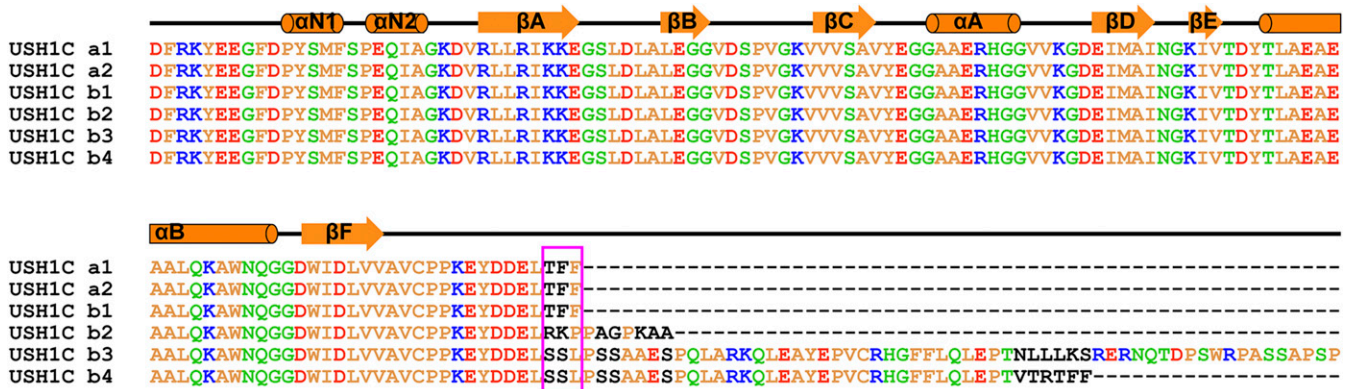 αN1 αN2 βA βB βC αA βD βE
USH1C a1 DFRKYEEGFDPYSMFSPEQIAGKDVRLLRIKKEGSLDLALEGGVDSPVGKVVVSAVYEGGAAERHGGVVKGDEIMAINGKIVTDYTLAEAE
USH1C a2 DFRKYEEGFDPYSMFSPEQIAGKDVRLLRIKKEGSLDLALEGGVDSPVGKVVVSAVYEGGAAERHGGVVKGDEIMAINGKIVTDYTLAEAE
USH1C b1 DFRKYEEGFDPYSMFSPEQIAGKDVRLLRIKKEGSLDLALEGGVDSPVGKVVVSAVYEGGAAERHGGVVKGDEIMAINGKIVTDYTLAEAE
USH1C b2 DFRKYEEGFDPYSMFSPEQIAGKDVRLLRIKKEGSLDLALEGGVDSPVGKVVVSAVYEGGAAERHGGVVKGDEIMAINGKIVTDYTLAEAE
USH1C b3 DFRKYEEGFDPYSMFSPEQIAGKDVRLLRIKKEGSLDLALEGGVDSPVGKVVVSAVYEGGAAERHGGVVKGDEIMAINGKIVTDYTLAEAE
USH1C b4 DFRKYEEGFDPYSMFSPEQIAGKDVRLLRIKKEGSLDLALEGGVDSPVGKVVVSAVYEGGAAERHGGVVKGDEIMAINGKIVTDYTLAEAE
αB βF
USH1C a1 AALQKAWNQGGDWIDLVVAVCPPKEYDDELTFF----------------------------------------------------------
USH1C a2 AALQKAWNQGGDWIDLVVAVCPPKEYDDELTFF----------------------------------------------------------
USH1C b1 AALQKAWNQGGDWIDLVVAVCPPKEYDDELTFF----------------------------------------------------------
USH1C b2 AALQKAWNQGGDWIDLVVAVCPPKEYDDELRKPPAGPKAA---------------------------------------------------
USH1C b3 AALQKAWNQGGDWIDLVVAVCPPKEYDDELSSLPSSAAESPQLARKQLEAYEPVCRHGFFLQLEPTNLLLKSRERNQTDPSWRPASSAPSP
USH1C b4 AALQKAWNQGGDWIDLVVAVCPPKEYDDELSSLPSSAAESPQLARKQLEAYEPVCRHGFFLQLEPTVTRTFF-------------------